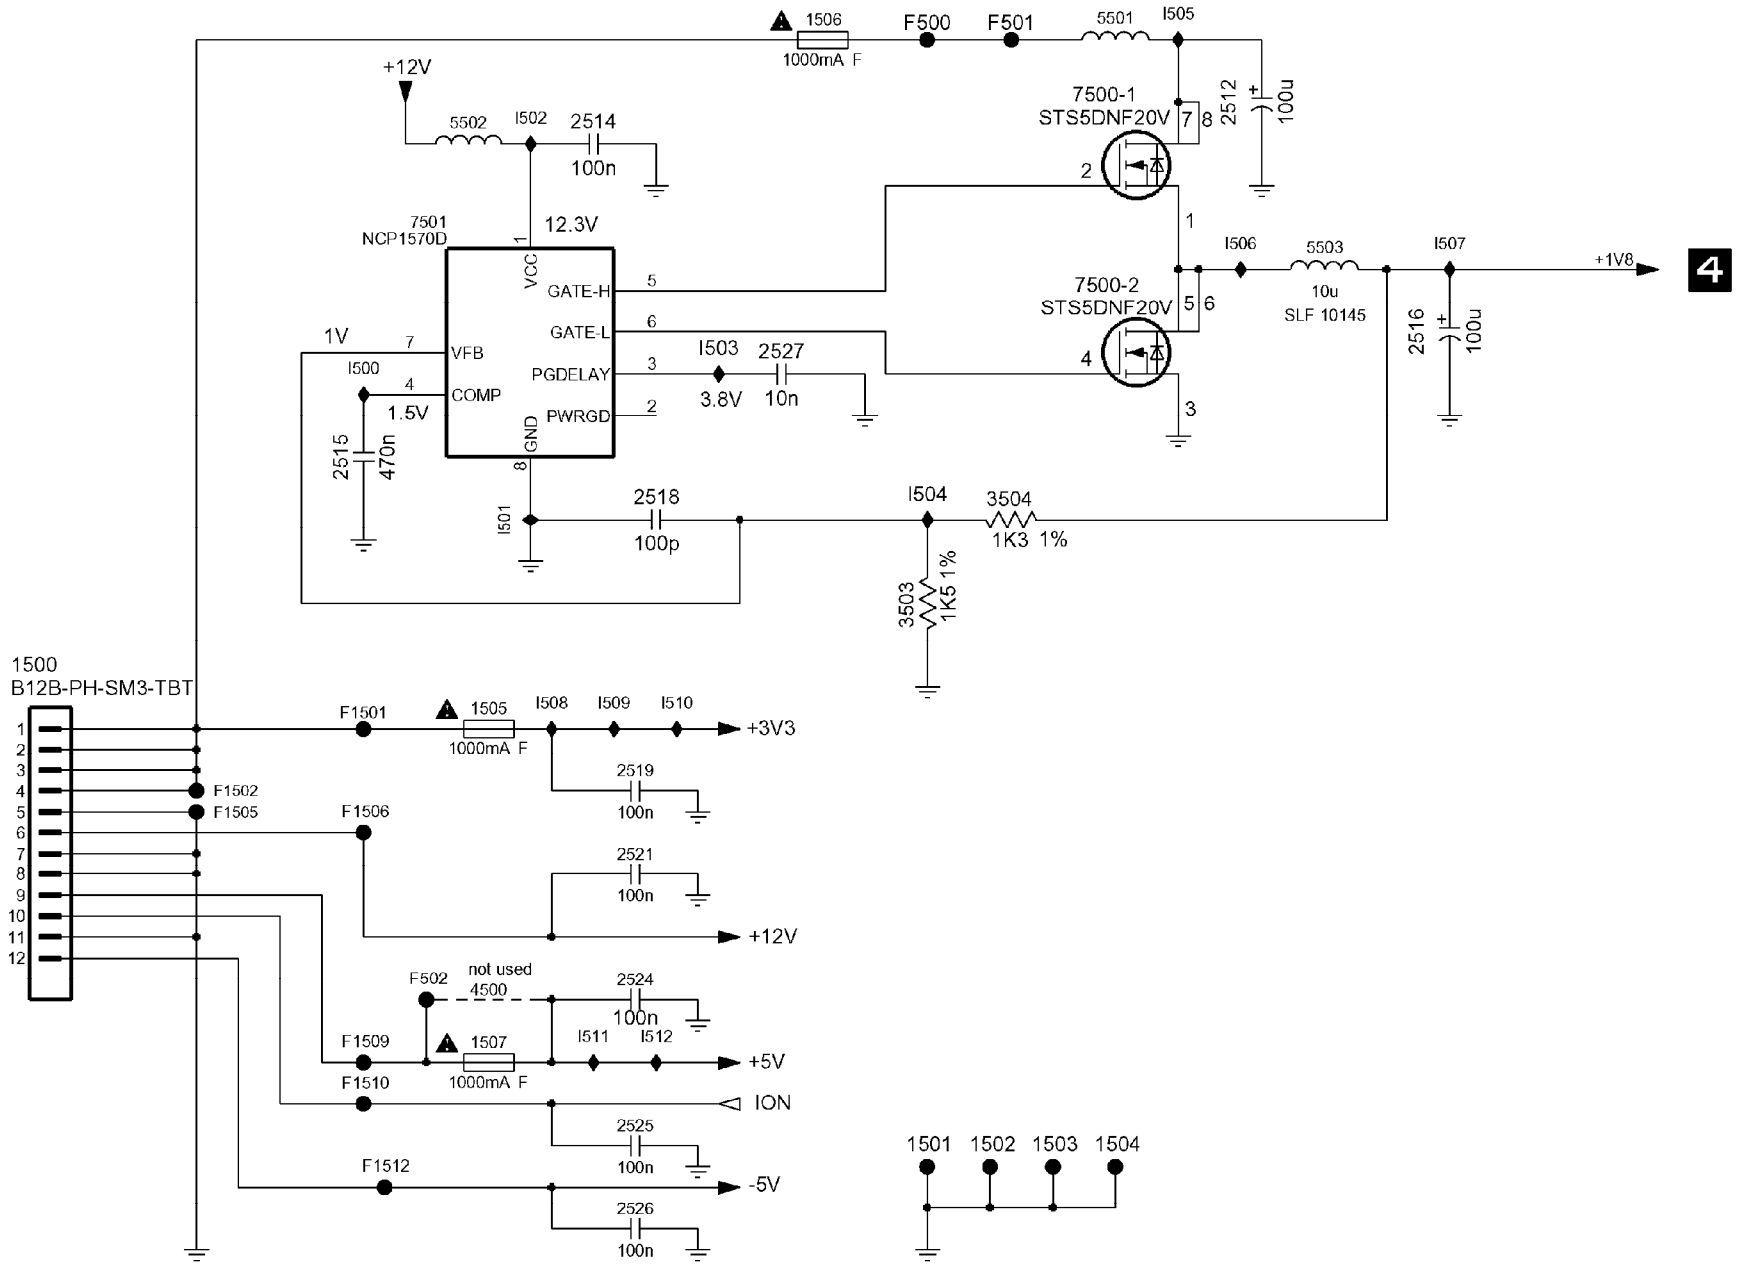 1506
F500
F501
5501
I505
1000mA F
+12V
5502
I502
2514
100n
7500-1
STS5DNF20V
7
8
2512
+
100u
2
1
7501
NCP1570D
12.3V
1
VCC
GATE-H
5
GATE-L
6
PGDELAY
3
PWRGD
2
1V
7
VFB
I500
4
COMP
1.5V
GND
8
2515
470n
I503
2527
3.8V
10n
7500-2
STS5DNF20V
5
6
4
3
I506
5503
10u
SLF 10145
I507
+1V8
4
2516
+
100u
I501
2518
100p
I504
3504
1K3 1%
3503
1K5 1%
1500
B12B-PH-SM3-TBT
1
2
3
4
5
6
7
8
9
10
11
12
F1502
F1505
F1501
1505
1000mA F
I508
I509
I510
+3V3
2519
100n
F1506
2521
100n
+12V
F502
not used
4500
2524
100n
F1509
1507
1000mA F
I511
I512
+5V
F1510
ION
2525
100n
F1512
-5V
2526
100n
1501
1502
1503
1504